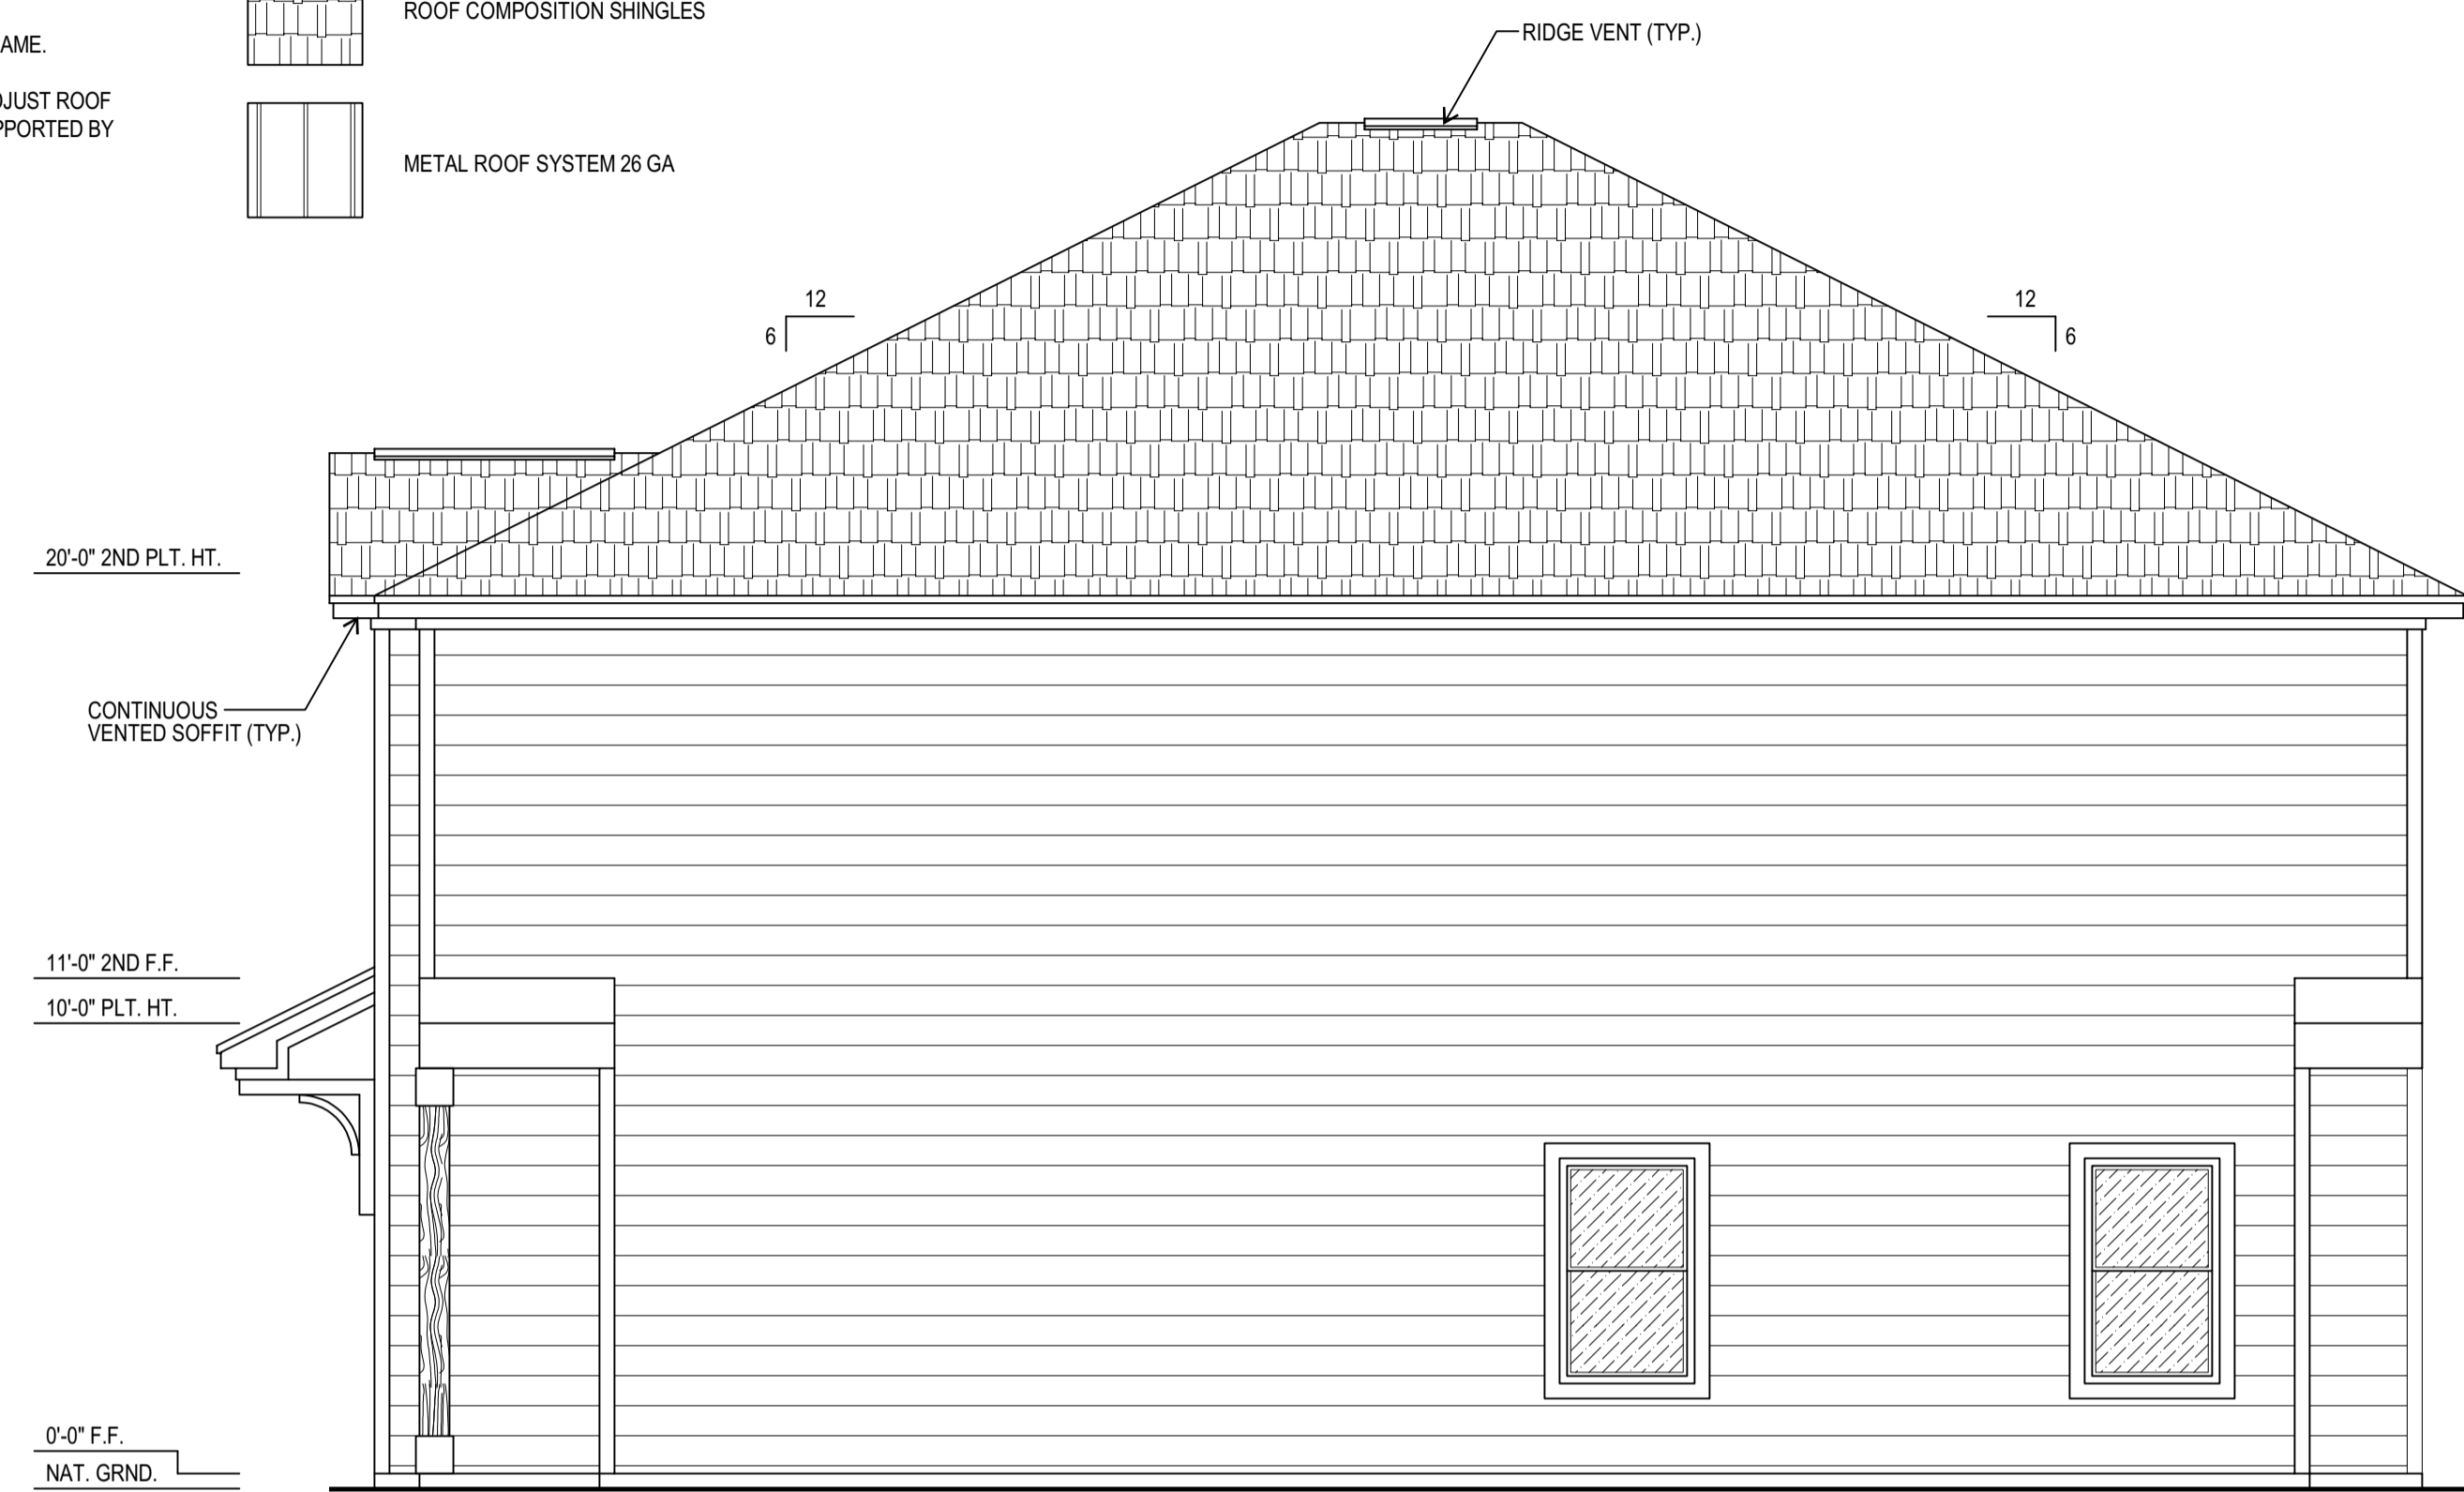 ROOF COMPOSITION SHINGLES
AME.
JUST ROOF
PORTED BY
METAL ROOF SYSTEM 26 GA
RIDGE VENT (TYP.)
12
6
12
6
20'-0" 2ND PLT. HT.
CONTINUOUS
VENTED SOFFIT (TYP.)
11'-0" 2ND F.F.
10'-0" PLT. HT.
0'-0" F.F.
NAT. GRND.